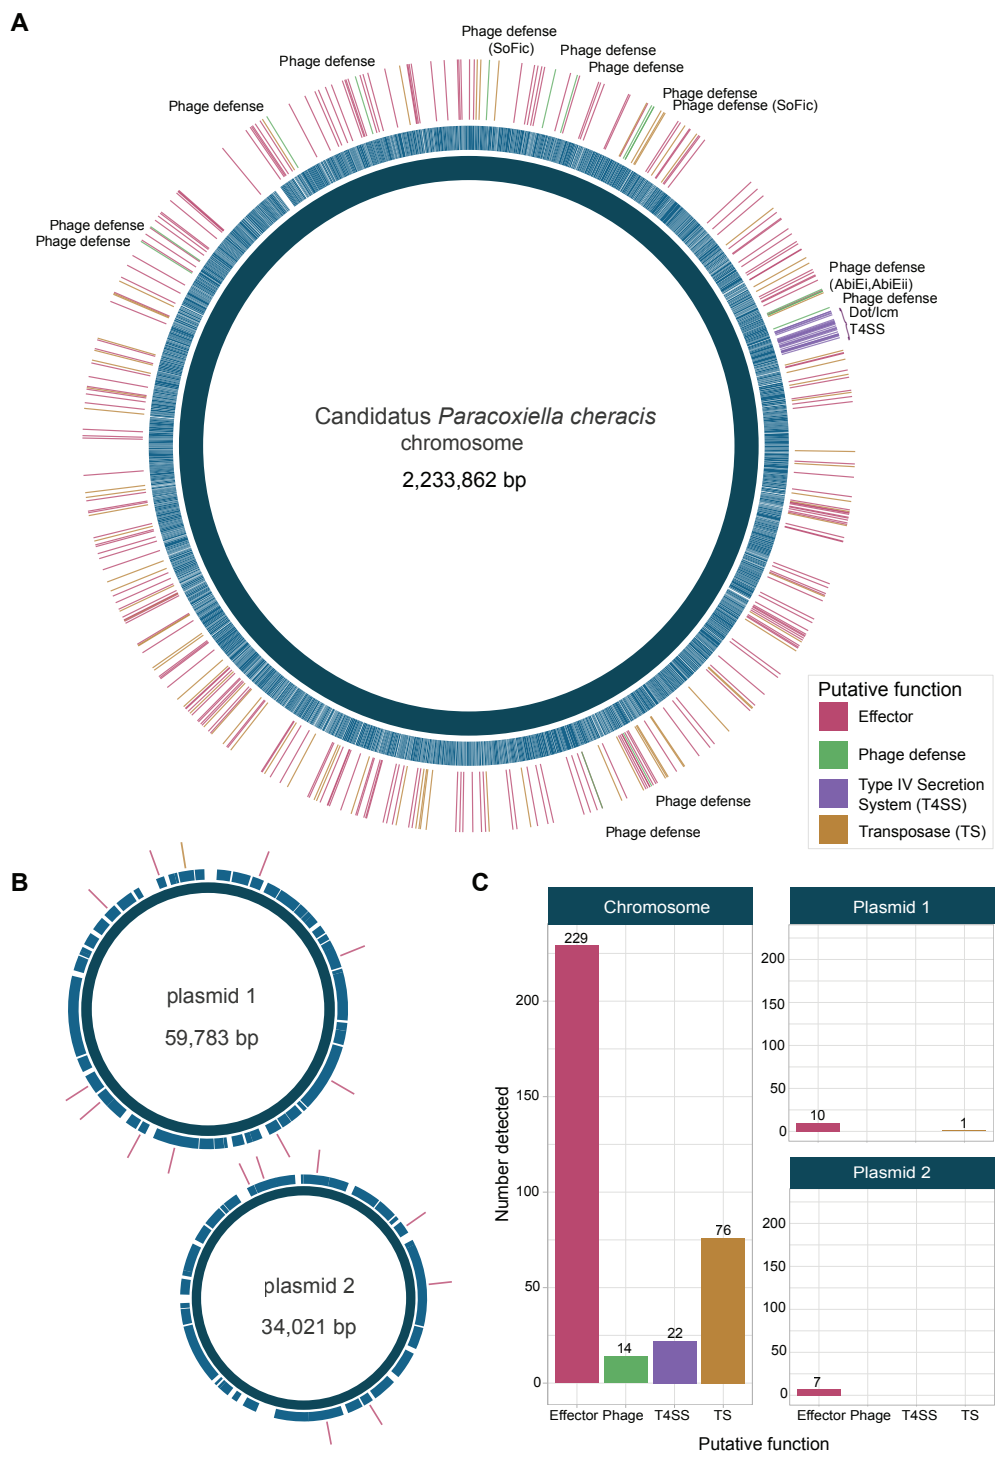 A
Phage defense
(SoFic)
Phage defense
Phage defense
Phage defense
Phage defense
Phage defense (SoFic)
Phage defense
Phage defense
Phage defense
Phage defense
(AbiEi,AbiEii)
Phage defense
Dot/Icm
T4SS
Candidatus Paracoxiella cheracis
chromosome
2,233,862 bp
Putative function
Effector
Phage defense
Type IV Secretion
System (T4SS)
Transposase (TS)
Phage defense
Phage defense
B
plasmid 1
59,783 bp
plasmid 2
34,021 bp
C
Chromosome
Number detected
200
150
100
50
0
229
14
22
76
Effector Phage T4SS TS
Plasmid 1
200
150
100
50
0
10
1
Plasmid 2
200
150
100
50
0
7
Effector Phage T4SS TS
Putative function